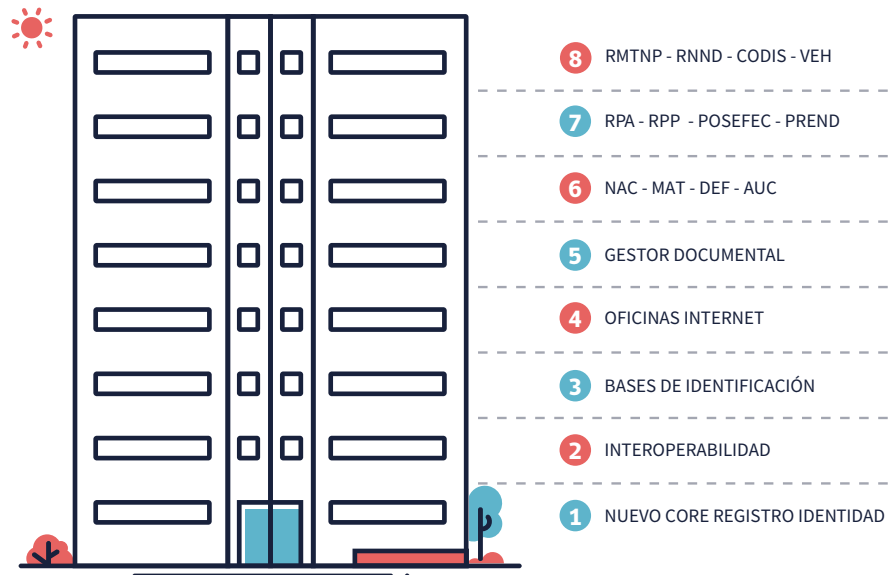 8 RMTNP - RNND - CODIS - VEH
7 RPA - RPP - POSEFEC - PREND
6 NAC - MAT - DEF - AUC
5 GESTOR DOCUMENTAL
4 OFICINAS INTERNET
3 BASES DE IDENTIFICACIÓN
2 INTEROPERABILIDAD
1 NUEVO CORE REGISTRO IDENTIDAD